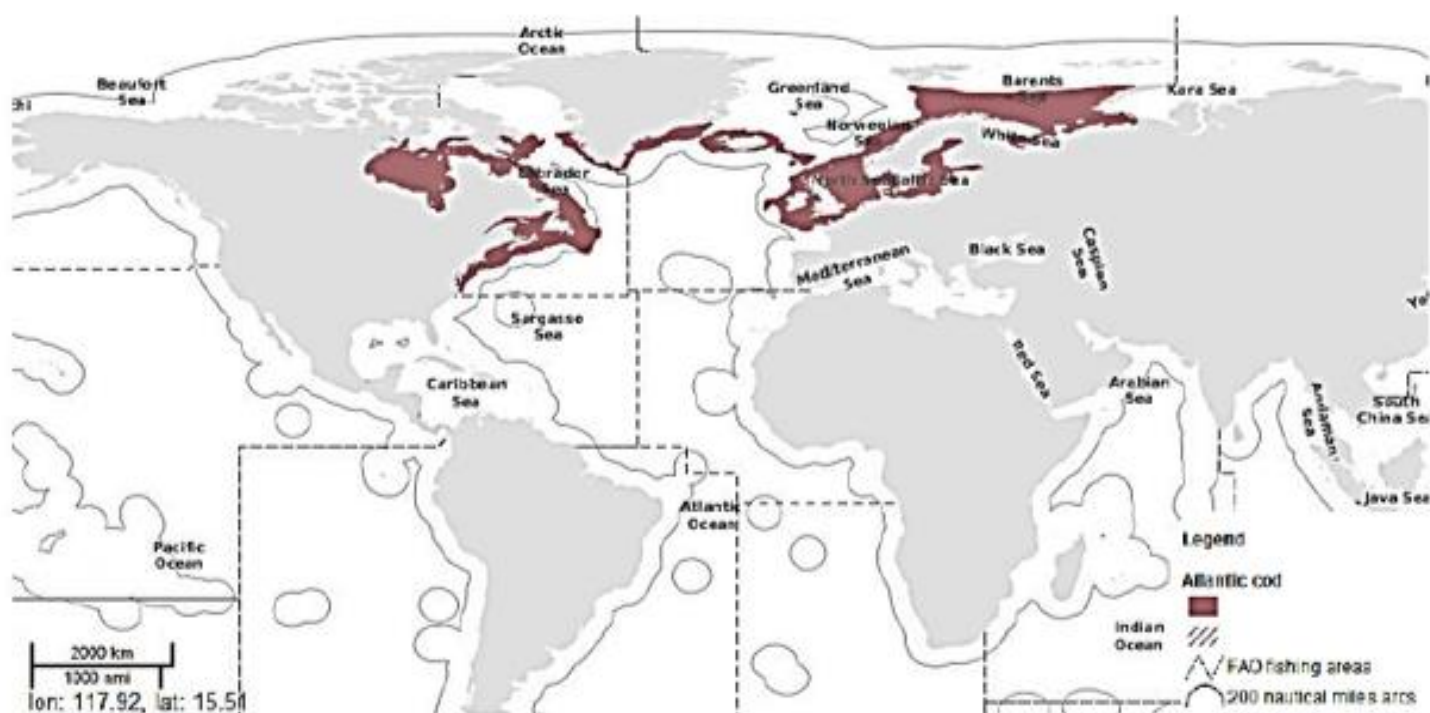 Arctic
Ocean
Beaufort
Sea
Greenland
Sea
Barents
Kara Sea
Norwegian
White Sea
Labrador
Sea
North Sea
Baltic Sea
Black Sea
Caspian
Sea
Mediterranean
Sea
Sargasso
Sea
Red Sea
Caribbean
Sea
Arabian
Sea
South
China Sea
Andaman
Sea
Java Sea
Atlantic
Ocean
Pacific
Ocean
Indian
Ocean
Legend
Atlantic cod
FAO fishing areas
200 nautical miles arcs
2000 km
1000 nmi
lon: 117.92, lat: 15.51